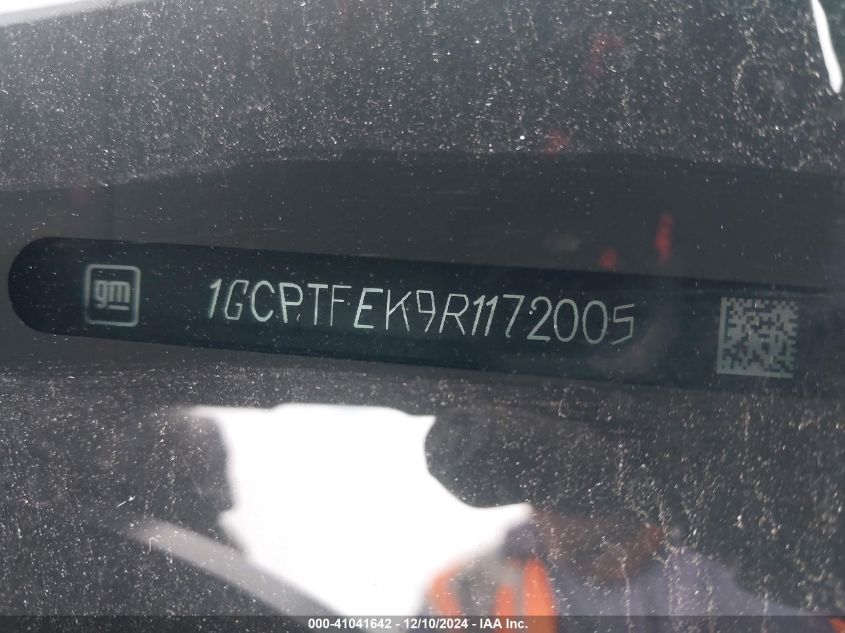 gm
1GCPTFEK9R1172005
000-41041642 - 12/10/2024 - IAA Inc.